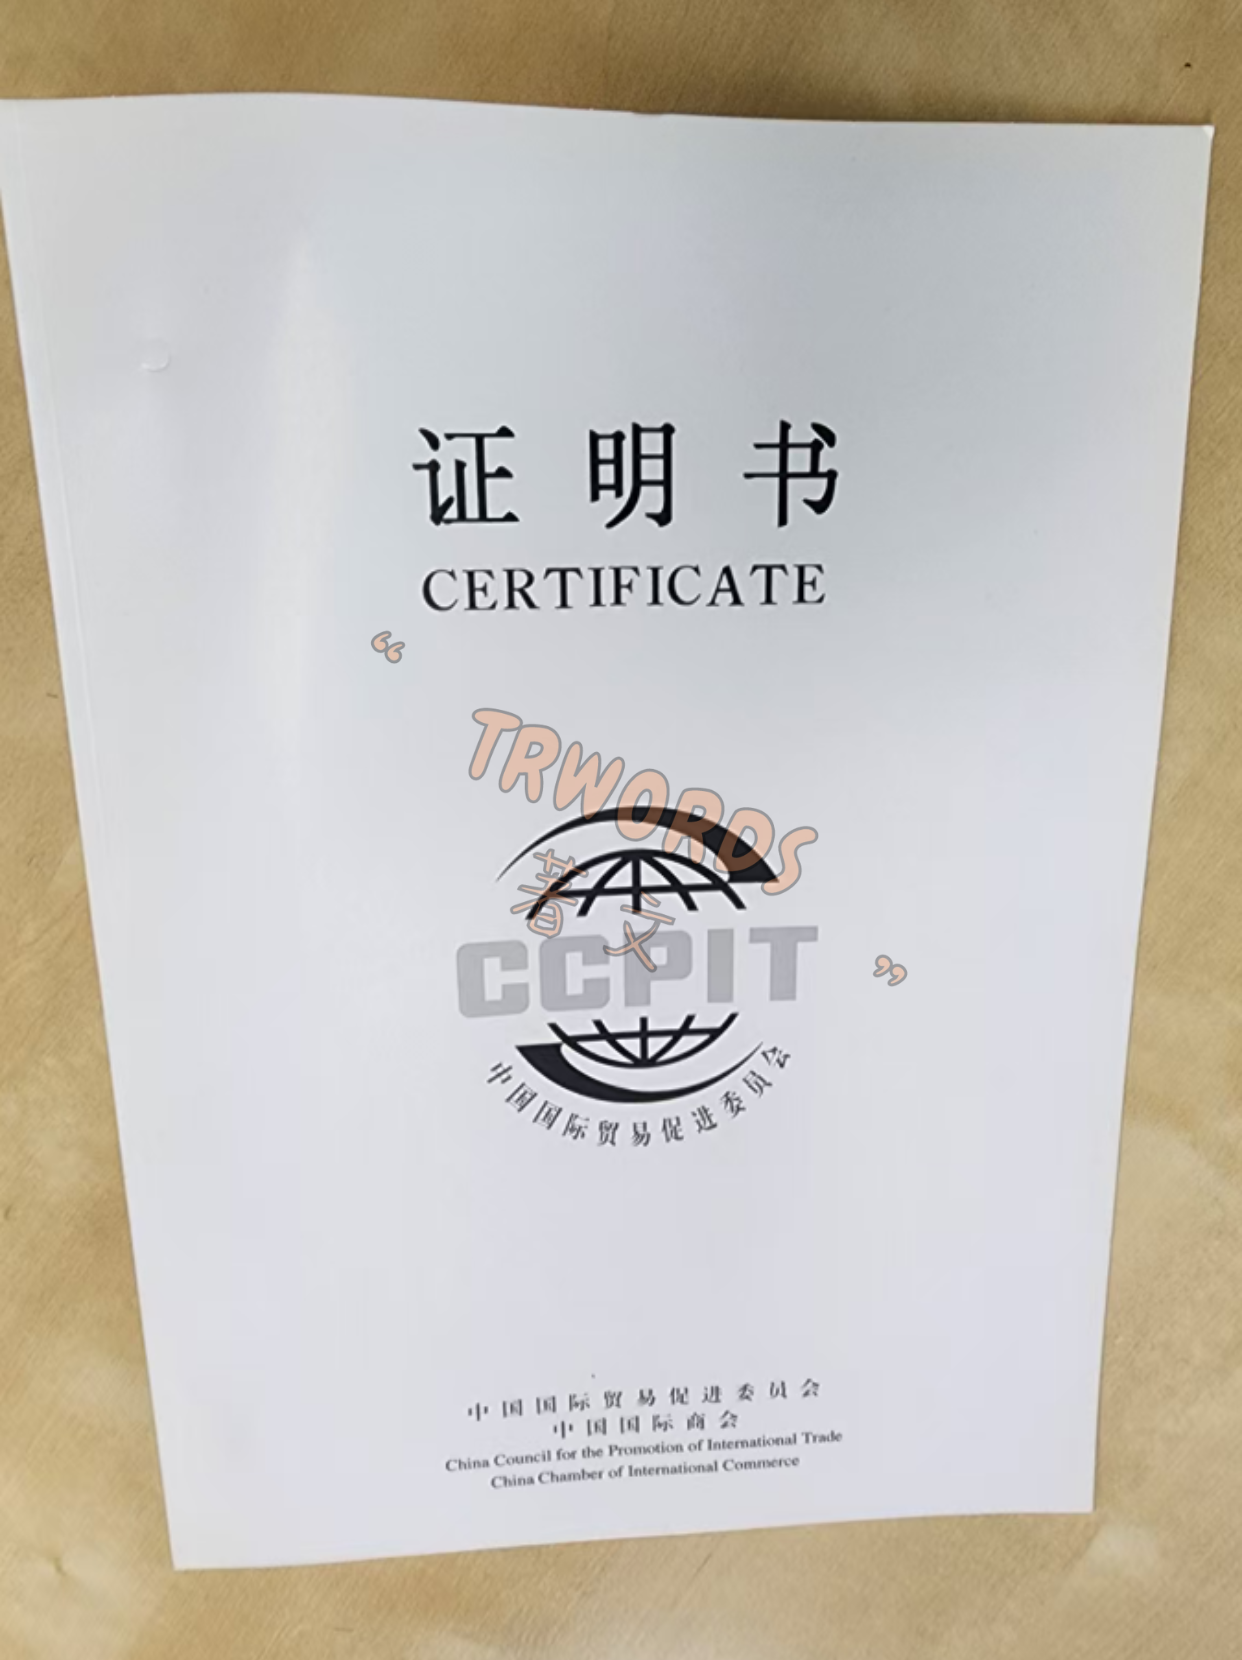 证明书
CERTIFICATE
“
TRWORDS
著文
”
CCPIT
中国国际贸易促进委员会
中国国际贸易促进委员会
中国国际商会
China Council for the Promotion of International Trade
China Chamber of International Commerce